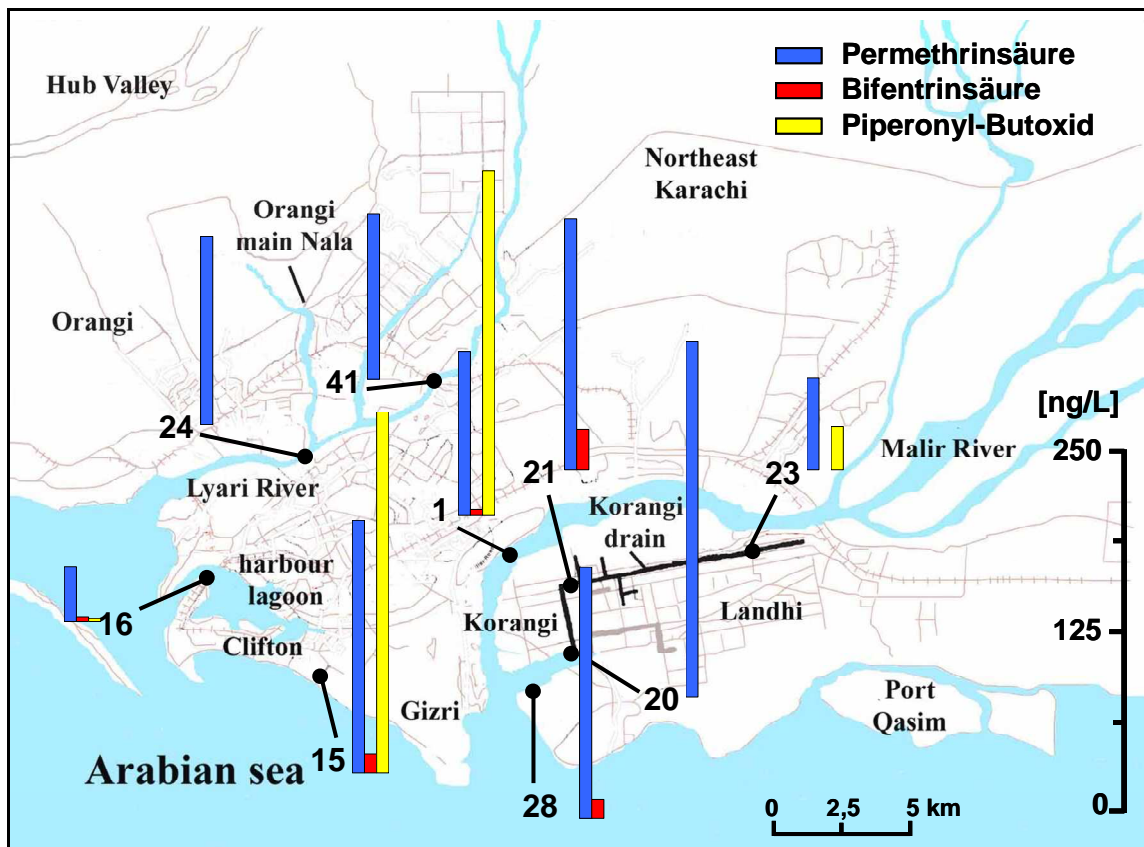 Hub Valley
Permethrinsäure
Bifentrinsäure
Piperonyl-Butoxid
Northeast
Karachi
Orangi
main Nala
Orangi
41
24
[ng/L]
250
Malir River
Lyari River
21
23
1
Korangi
drain
harbour
lagoon
16
Korangi
Landhi
125
Clifton
20
Port
Qasim
Gizri
15
Arabian sea
28
0
0 2,5 5 km